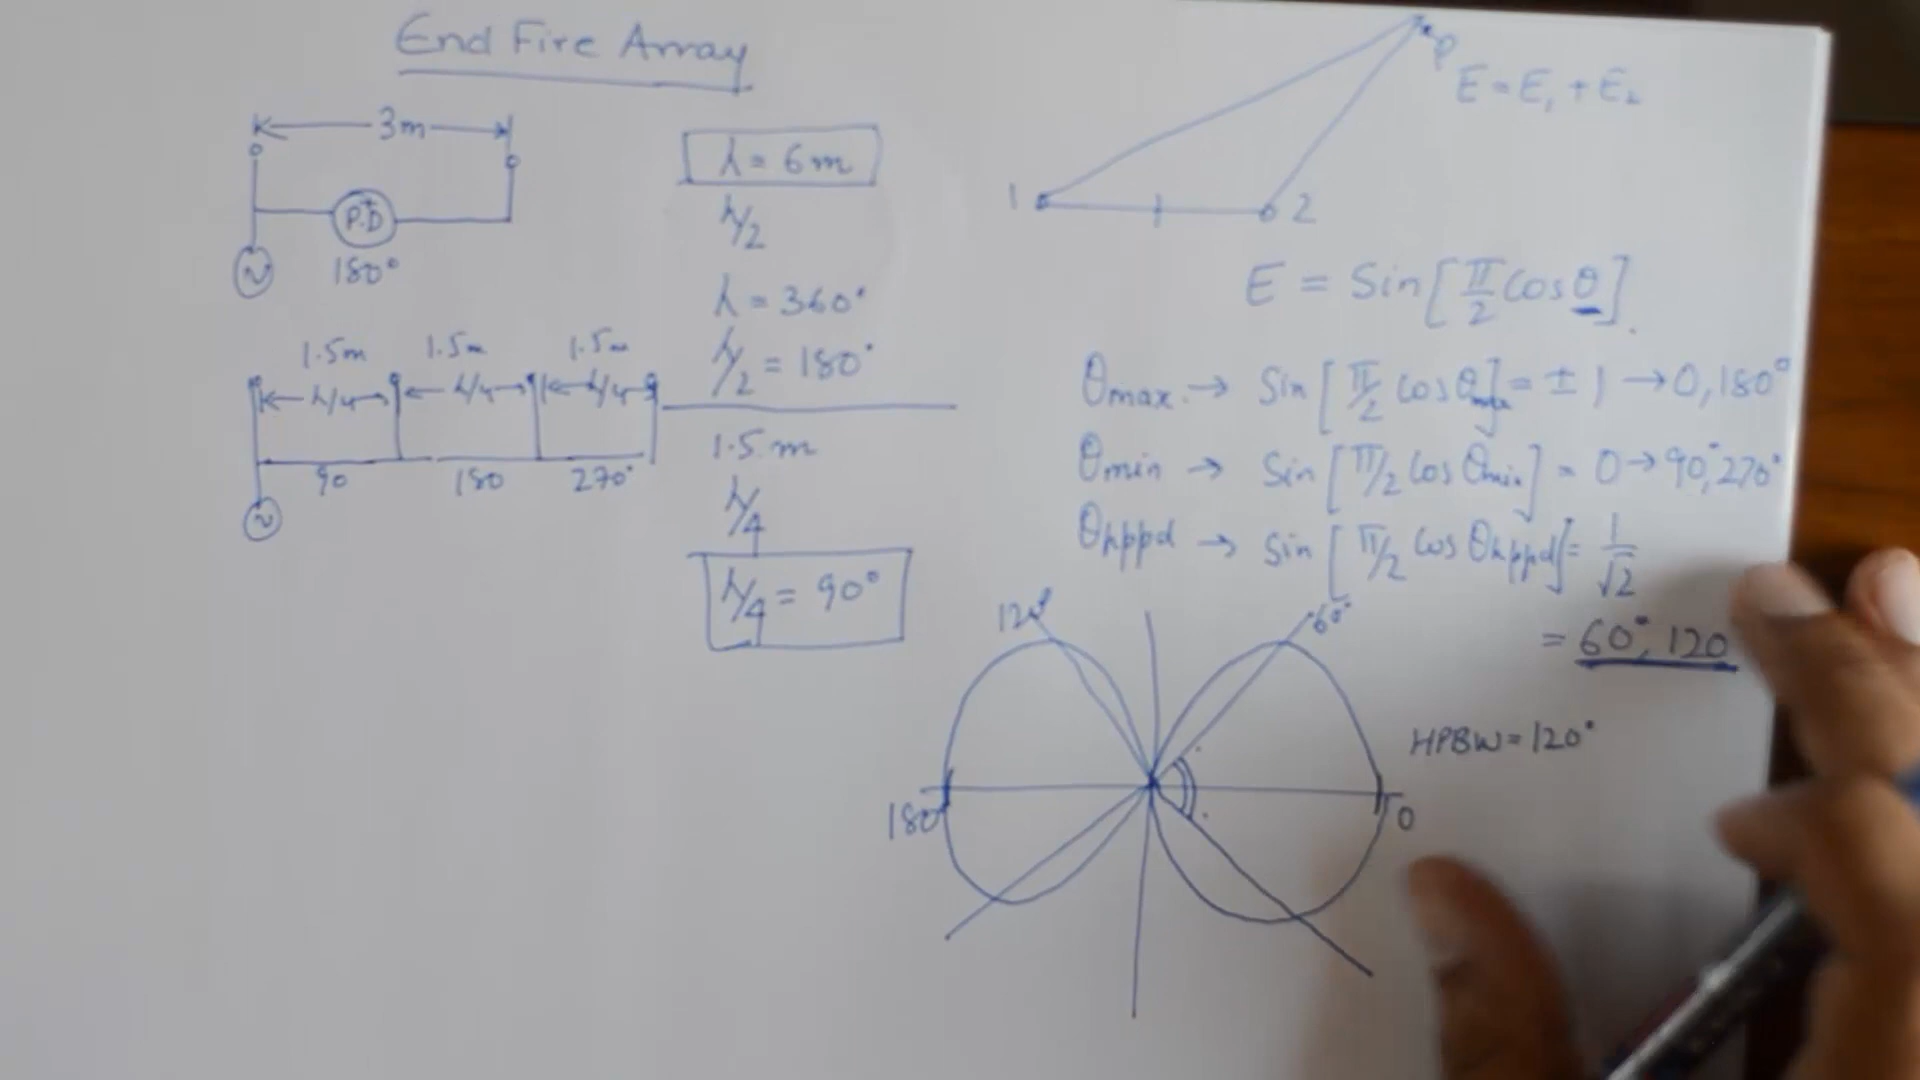 End Fire Array
3m
P.D
180°
λ = 6m
λ/2
λ = 360°
λ/2 = 180°
1.5m 1.5m 1.5m
λ/4 λ/4 λ/4
90 180 270°
1.5 m
λ/4
λ/4 = 90°
P
E = E₁ + E₂
1 2
E = Sin[π/2 Cosθ]
θmax. → Sin[π/2 cosθmax] = ± 1 → 0, 180°
θmin → Sin[π/2 Cos θmin] = 0 → 90°, 270°
θhppd → Sin[π/2 Cos θhppd] = 1/√2
= 60°, 120
120° 60°
HPBW = 120°
180 0